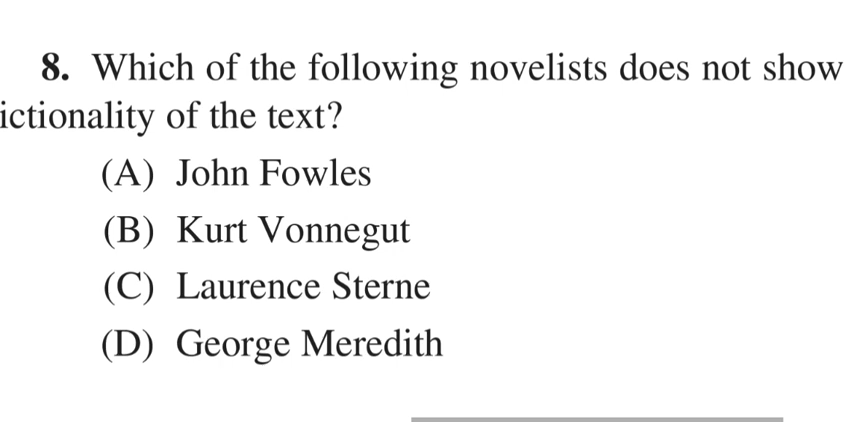 8. Which of the following novelists does not show
ictionality of the text?
(A) John Fowles
(B) Kurt Vonnegut
(C) Laurence Sterne
(D) George Meredith